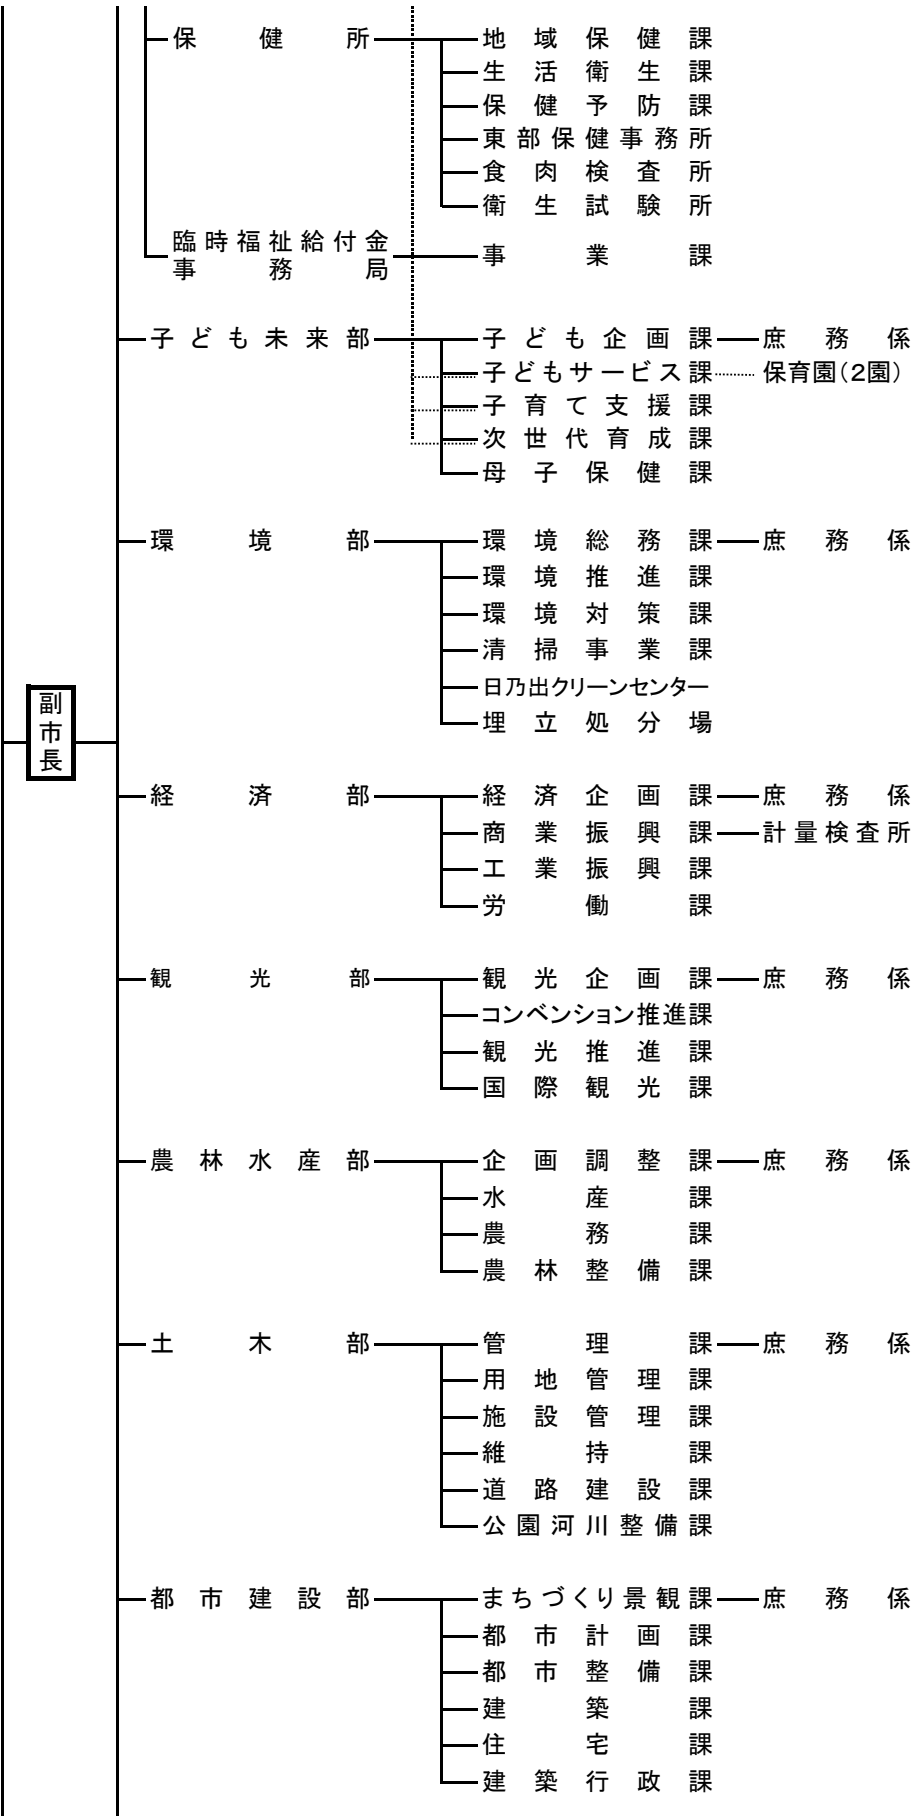 保健所 地域保健課
生活衛生課
保健予防課
東部保健事務所
食肉検査所
衛生試験所
臨時福祉給付金
事務局 事業課
子ども未来部 子ども企画課 庶務係
子どもサービス課 保育園(2園)
子育て支援課
次世代育成課
母子保健課
環境部 環境総務課 庶務係
環境推進課
環境対策課
清掃事業課
日乃出クリーンセンター
埋立処分場
副市長
経済部 経済企画課 庶務係
商業振興課 計量検査所
工業振興課
労働課
観光部 観光企画課 庶務係
コンベンション推進課
観光推進課
国際観光課
農林水産部 企画調整課 庶務係
水産課
農務課
農林整備課
土木部 管理課 庶務係
用地管理課
施設管理課
維持課
道路建設課
公園河川整備課
都市建設部 まちづくり景観課 庶務係
都市計画課
都市整備課
建築課
住宅課
建築行政課